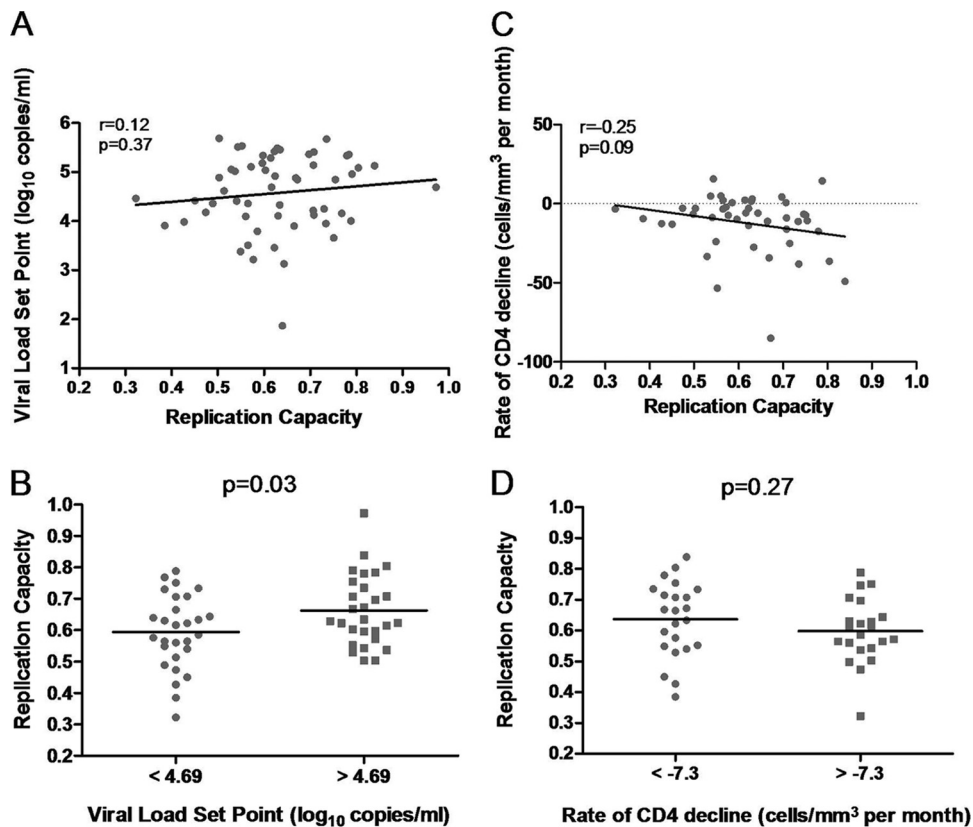 A
Viral Load Set Point (log10 copies/ml)
r=0.12
p=0.37
6
5
4
3
2
1
0.2 0.3 0.4 0.5 0.6 0.7 0.8 0.9 1.0
Replication Capacity
C
Rate of CD4 decline (cells/mm3 per month)
r=-0.25
p=0.09
50
0
-50
-100
0.2 0.3 0.4 0.5 0.6 0.7 0.8 0.9 1.0
Replication Capacity
B
p=0.03
Replication Capacity
1.0
0.9
0.8
0.7
0.6
0.5
0.4
0.3
0.2
< 4.69 > 4.69
Viral Load Set Point (log10 copies/ml)
D
p=0.27
Replication Capacity
1.0
0.9
0.8
0.7
0.6
0.5
0.4
0.3
0.2
< -7.3 > -7.3
Rate of CD4 decline (cells/mm3 per month)